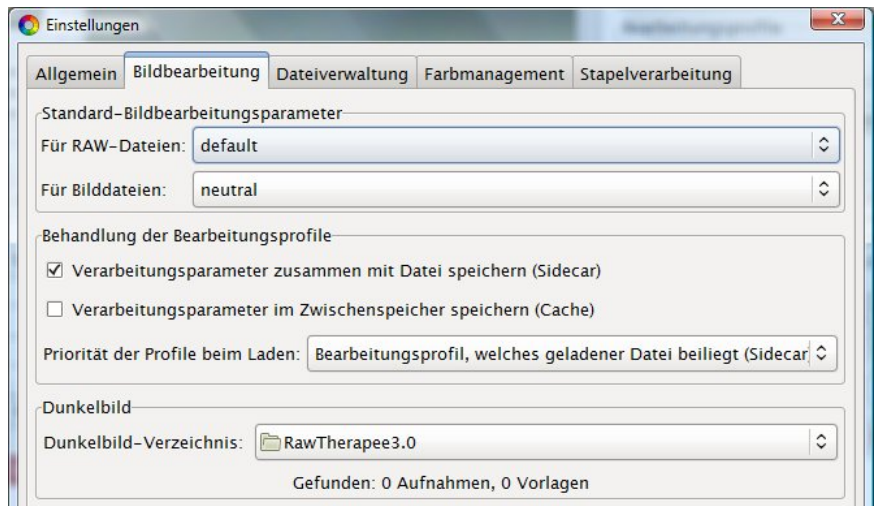 Einstellungen
Allgemein Bildbearbeitung Dateiverwaltung Farbmanagement Stapelverarbeitung
Standard-Bildbearbeitungsparameter
Für RAW-Dateien: default
Für Bilddateien: neutral
Behandlung der Bearbeitungsprofile
Verarbeitungsparameter zusammen mit Datei speichern (Sidecar)
Verarbeitungsparameter im Zwischenspeicher speichern (Cache)
Priorität der Profile beim Laden: Bearbeitungsprofil, welches geladener Datei beiliegt (Sidecar
Dunkelbild
Dunkelbild-Verzeichnis: RawTherapee3.0
Gefunden: 0 Aufnahmen, 0 Vorlagen